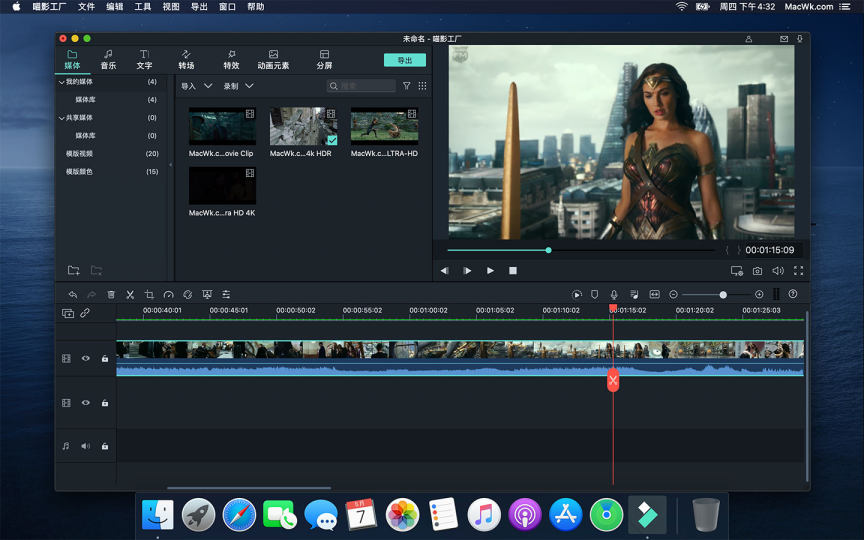 喵影工厂 文件 编辑 工具 视图 导出 窗口 帮助 周四 下午 4:32 MacWk.com
未命名 - 喵影工厂
媒体 音乐 文字 转场 特效 动画元素 分屏 导出
我的媒体 (4)
媒体库 (4)
共享媒体 (0)
媒体库 (0)
模版视频 (20)
模版颜色 (15)
导入 录制 搜索
MacWk.c...ovie Clip MacWk.c...4k HDR MacWk.c...LTRA-HD
MacWk.c...ra HD 4K
00:01:15:09
00:00:40:01 00:00:45:01 00:00:50:02 00:00:55:02 00:01:00:02 00:01:05:02 00:01:10:02 00:01:15:02 00:01:20:02 00:01:25:03
5月
7